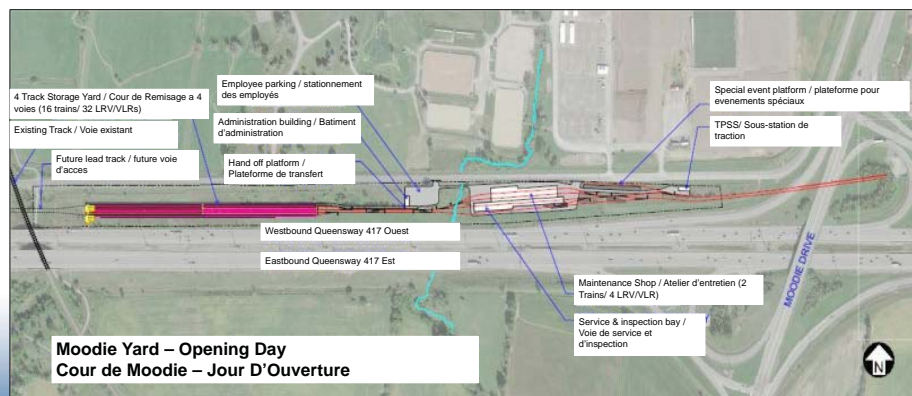 Employee parking / stationnement
des employés
4 Track Storage Yard / Cour de Remisage a 4
voies (16 trains/ 32 LRV/VLRs)
Special event platform / plateforme pour
evenements spéciaux
Existing Track / Voie existant
Administration building / Batiment
d'administration
TPSS/ Sous-station de
traction
Future lead track / future voie
d'acces
Hand off platform /
Plateforme de transfert
Westbound Queensway 417 Ouest
Eastbound Queensway 417 Est
MOODIE DRIVE
Maintenance Shop / Atelier d'entretien (2
Trains/ 4 LRV/VLR)
Service & inspection bay /
Voie de service et
d'inspection
Moodie Yard – Opening Day
Cour de Moodie – Jour D'Ouverture
N